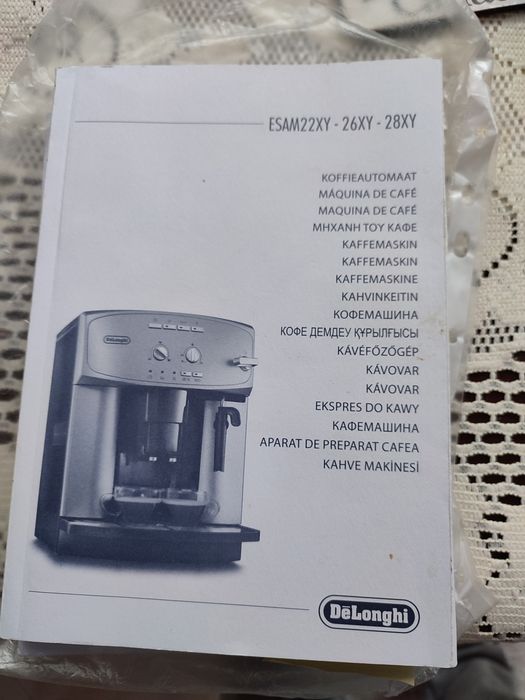 ESAM22XY - 26XY - 28XY
KOFFIEAUTOMAAT
MÁQUINA DE CAFÉ
MAQUINA DE CAFÉ
ΜΗΧΑΝΗ ΤΟΥ ΚΑΦΕ
KAFFEMASKIN
KAFFEMASKIN
KAFFEMASKINE
KAHVINKEITIN
КОФЕМАШИНА
КОФЕ ДЕМДЕУ ҚҰРЫЛҒЫСЫ
KÁVÉFŐZŐGÉP
KÁVOVAR
KÁVOVAR
EKSPRES DO KAWY
КАФЕМАШИНА
APARAT DE PREPARAT CAFEA
KAHVE MAKİNESİ
DeLonghi
DēLonghi